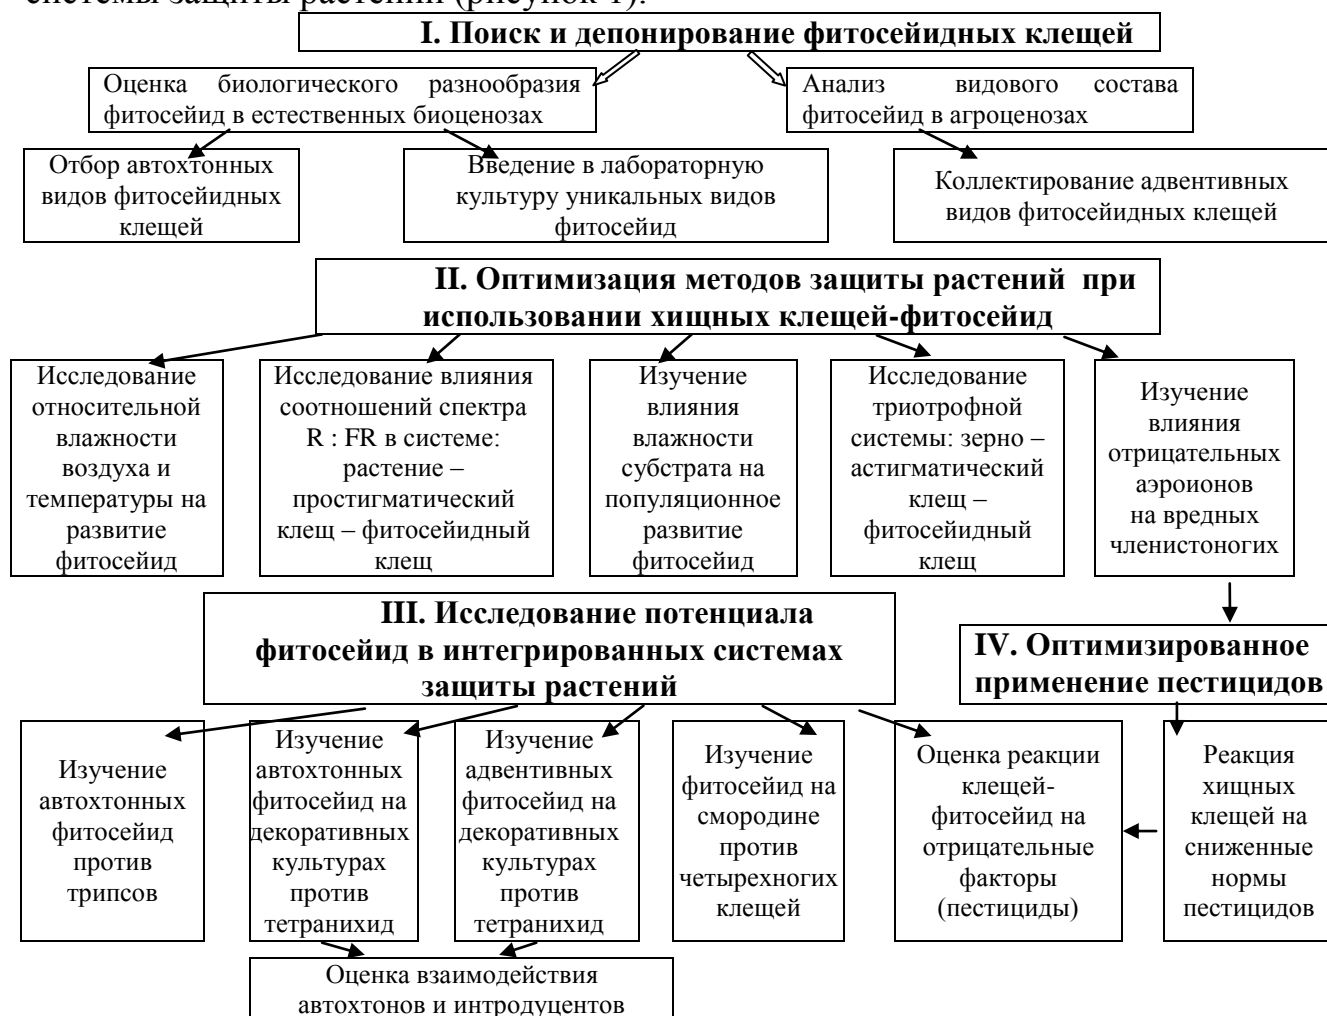 системы защиты растений (рисунок 1).
I. Поиск и депонирование фитосейидных клещей
Оценка биологического разнообразия
фитосейид в естественных биоценозах
Анализ видового состава
фитосейид в агроценозах
Отбор автохтонных
видов фитосейидных
клещей
Введение в лабораторную
культуру уникальных видов
фитосейид
Коллектирование адвентивных
видов фитосейидных клещей
II. Оптимизация методов защиты растений при
использовании хищных клещей-фитосейид
Исследование
относительной
влажности
воздуха и
температуры на
развитие
фитосейид
Исследование влияния
соотношений спектра
R : FR в системе:
растение –
простигматический
клещ – фитосейидный
клещ
Изучение
влияния
влажности
субстрата на
популяционное
развитие
фитосейид
Исследование
триотрофной
системы: зерно –
астигматический
клещ –
фитосейидный
клещ
Изучение
влияния
отрицательных
аэроионов
на вредных
членистоногих
III. Исследование потенциала
фитосейид в интегрированных системах
защиты растений
IV. Оптимизированное
применение пестицидов
Изучение
автохтонных
фитосейид
против
трипсов
Изучение
автохтонных
фитосейид на
декоративных
культурах
против
тетранихид
Изучение
адвентивных
фитосейид на
декоративных
культурах
против
тетранихид
Изучение
фитосейид на
смородине
против
четырехногих
клещей
Оценка реакции
клещей-
фитосейид на
отрицательные
факторы
(пестициды)
Реакция
хищных
клещей на
сниженные
нормы
пестицидов
Оценка взаимодействия
автохтонов и интродуцентов